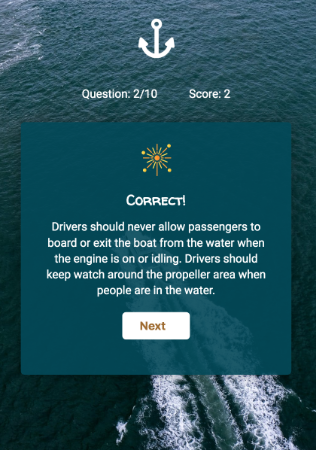 Question: 2/10 Score: 2
Correct!
Drivers should never allow passengers to
board or exit the boat from the water when
the engine is on or idling. Drivers should
keep watch around the propeller area when
people are in the water.
Next